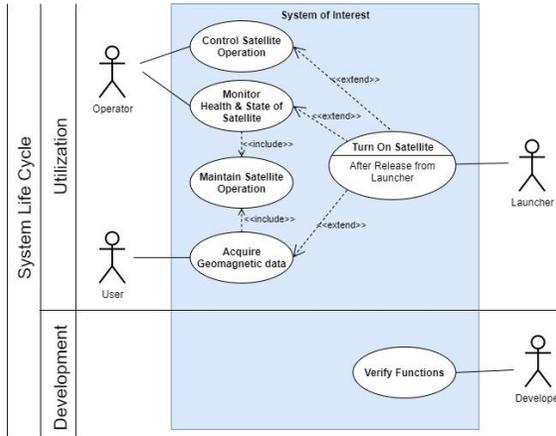 System of Interest
Control Satellite
Operation
<<extend>>
Operator
Monitor
Health & State of
Satellite
<<extend>>
Turn On Satellite
After Release from
Launcher
Launcher
<<include>>
Maintain Satellite
Operation
<<include>>
<<extend>>
Acquire
Geomagnetic data
User
System Life Cycle
Utilization
Development
Verify Functions
Develope